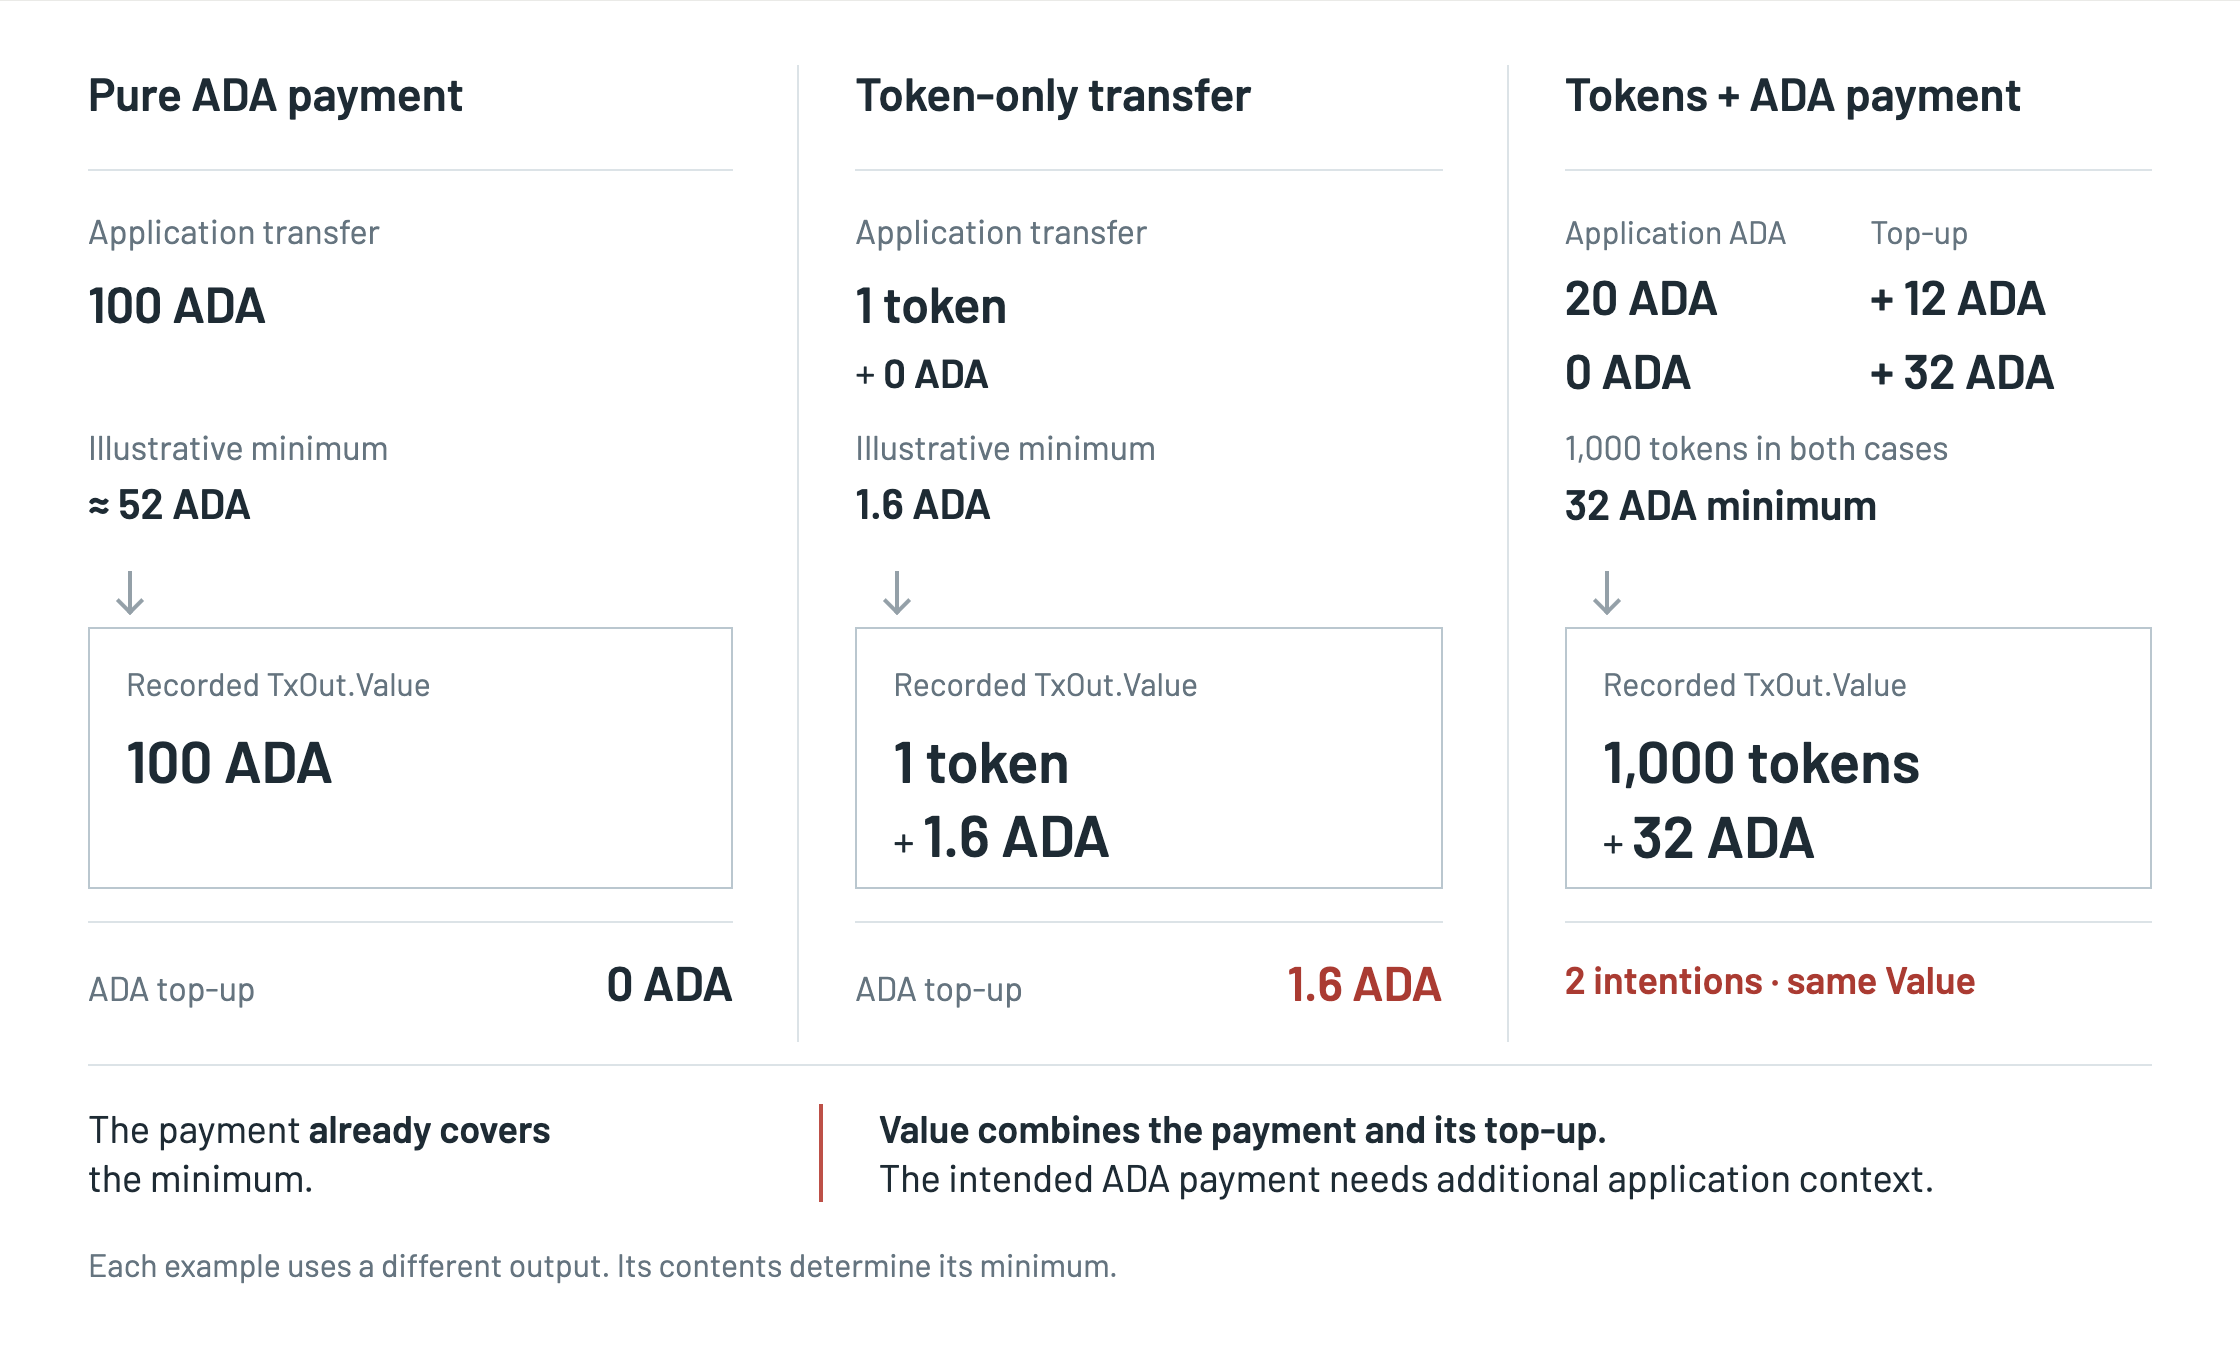 Pure ADA payment
Application transfer
100 ADA
Illustrative minimum
≈ 52 ADA
↓
Recorded TxOut.Value
100 ADA
ADA top-up 0 ADA
Token-only transfer
Application transfer
1 token
+ 0 ADA
Illustrative minimum
1.6 ADA
↓
Recorded TxOut.Value
1 token
+ 1.6 ADA
ADA top-up 1.6 ADA
Tokens + ADA payment
Application ADA Top-up
20 ADA + 12 ADA
0 ADA + 32 ADA
1,000 tokens in both cases
32 ADA minimum
↓
Recorded TxOut.Value
1,000 tokens
+ 32 ADA
2 intentions · same Value
The payment already covers
the minimum.
Value combines the payment and its top-up.
The intended ADA payment needs additional application context.
Each example uses a different output. Its contents determine its minimum.